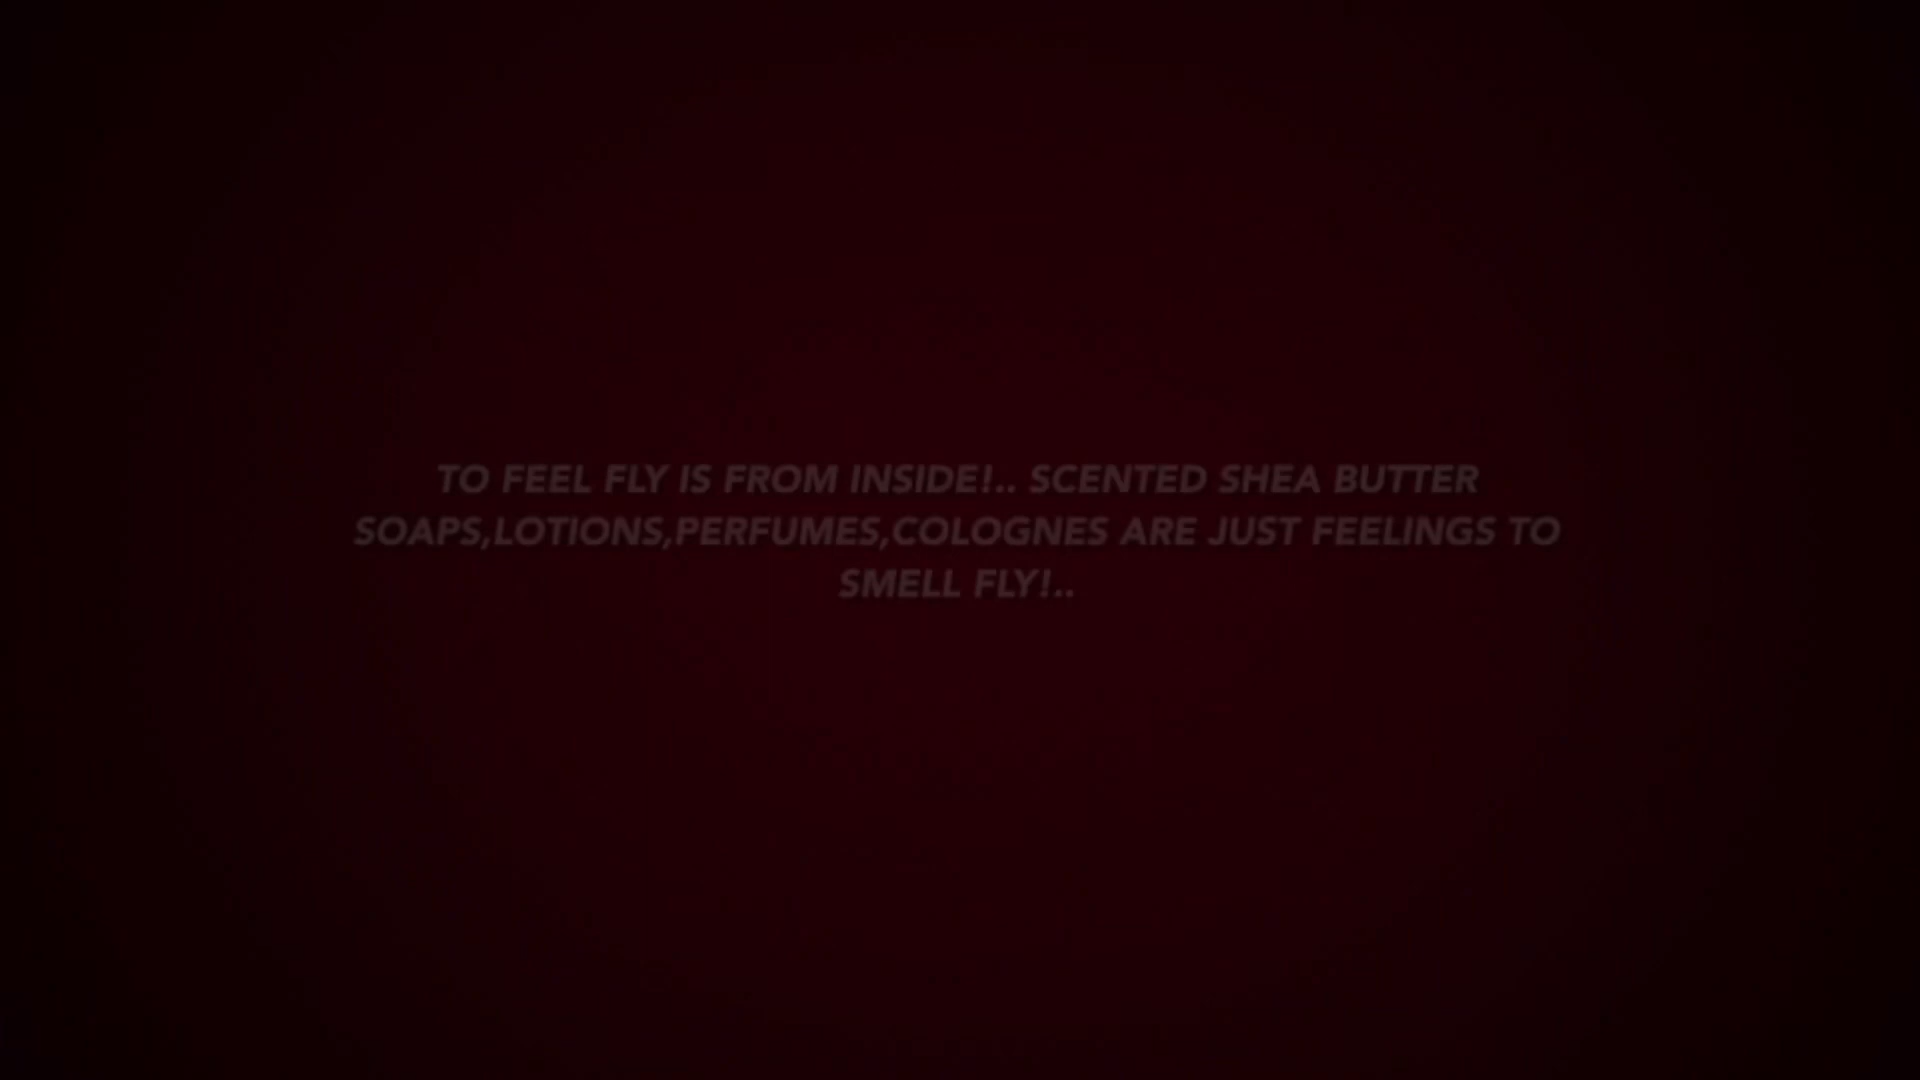 TO FEEL FLY IS FROM INSIDE!.. SCENTED SHEA BUTTER
SOAPS,LOTIONS,PERFUMES,COLOGNES ARE JUST FEELINGS TO
SMELL FLY!..